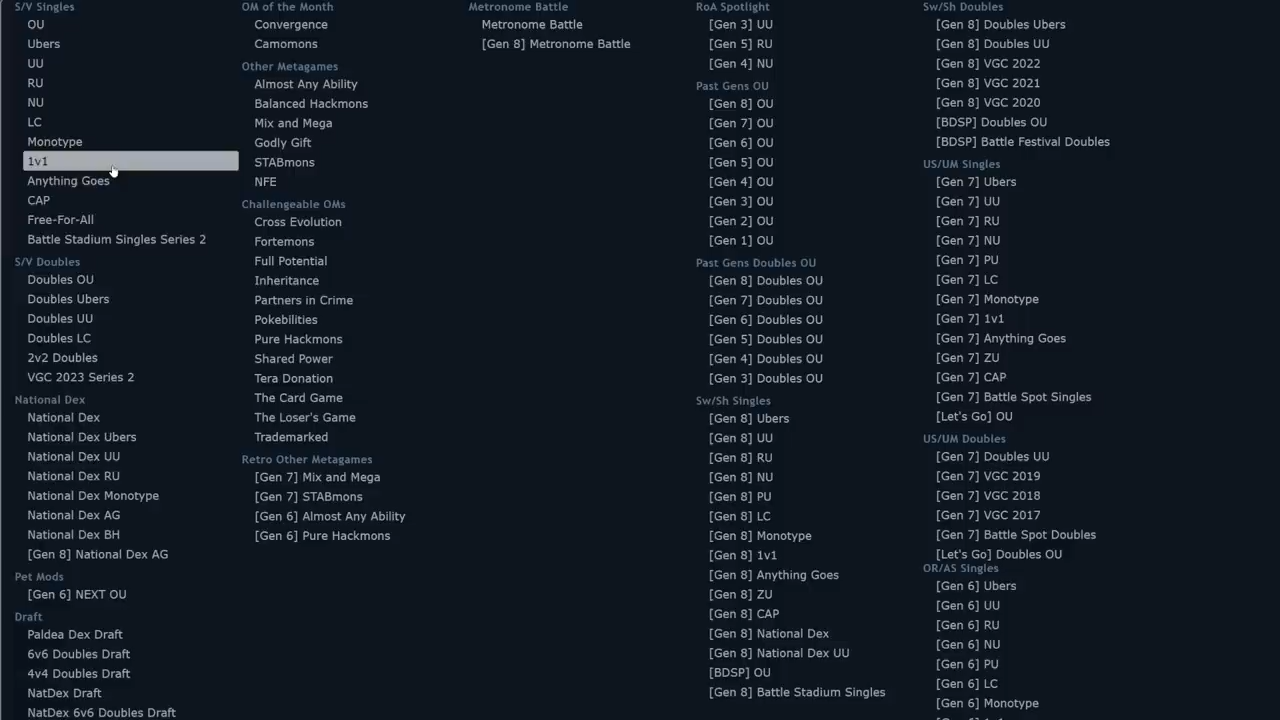 S/V Singles
OU
Ubers
UU
RU
NU
LC
Monotype
1v1
Anything Goes
CAP
Free-For-All
Battle Stadium Singles Series 2
S/V Doubles
Doubles OU
Doubles Ubers
Doubles UU
Doubles LC
2v2 Doubles
VGC 2023 Series 2
National Dex
National Dex
National Dex Ubers
National Dex UU
National Dex RU
National Dex Monotype
National Dex AG
National Dex BH
[Gen 8] National Dex AG
Pet Mods
[Gen 6] NEXT OU
Draft
Paldea Dex Draft
6v6 Doubles Draft
4v4 Doubles Draft
NatDex Draft
NatDex 6v6 Doubles Draft
OM of the Month
Convergence
Camomons
Other Metagames
Almost Any Ability
Balanced Hackmons
Mix and Mega
Godly Gift
STABmons
NFE
Challengeable OMs
Cross Evolution
Fortemons
Full Potential
Inheritance
Partners in Crime
Pokebilities
Pure Hackmons
Shared Power
Tera Donation
The Card Game
The Loser's Game
Trademarked
Retro Other Metagames
[Gen 7] Mix and Mega
[Gen 7] STABmons
[Gen 6] Almost Any Ability
[Gen 6] Pure Hackmons
Metronome Battle
Metronome Battle
[Gen 8] Metronome Battle
RoA Spotlight
[Gen 3] UU
[Gen 5] RU
[Gen 4] NU
Past Gens OU
[Gen 8] OU
[Gen 7] OU
[Gen 6] OU
[Gen 5] OU
[Gen 4] OU
[Gen 3] OU
[Gen 2] OU
[Gen 1] OU
Past Gens Doubles OU
[Gen 8] Doubles OU
[Gen 7] Doubles OU
[Gen 6] Doubles OU
[Gen 5] Doubles OU
[Gen 4] Doubles OU
[Gen 3] Doubles OU
Sw/Sh Singles
[Gen 8] Ubers
[Gen 8] UU
[Gen 8] RU
[Gen 8] NU
[Gen 8] PU
[Gen 8] LC
[Gen 8] Monotype
[Gen 8] 1v1
[Gen 8] Anything Goes
[Gen 8] ZU
[Gen 8] CAP
[Gen 8] National Dex
[Gen 8] National Dex UU
[BDSP] OU
[Gen 8] Battle Stadium Singles
Sw/Sh Doubles
[Gen 8] Doubles Ubers
[Gen 8] Doubles UU
[Gen 8] VGC 2022
[Gen 8] VGC 2021
[Gen 8] VGC 2020
[BDSP] Doubles OU
[BDSP] Battle Festival Doubles
US/UM Singles
[Gen 7] Ubers
[Gen 7] UU
[Gen 7] RU
[Gen 7] NU
[Gen 7] PU
[Gen 7] LC
[Gen 7] Monotype
[Gen 7] 1v1
[Gen 7] Anything Goes
[Gen 7] ZU
[Gen 7] CAP
[Gen 7] Battle Spot Singles
[Let's Go] OU
US/UM Doubles
[Gen 7] Doubles UU
[Gen 7] VGC 2019
[Gen 7] VGC 2018
[Gen 7] VGC 2017
[Gen 7] Battle Spot Doubles
[Let's Go] Doubles OU
OR/AS Singles
[Gen 6] Ubers
[Gen 6] UU
[Gen 6] RU
[Gen 6] NU
[Gen 6] PU
[Gen 6] LC
[Gen 6] Monotype